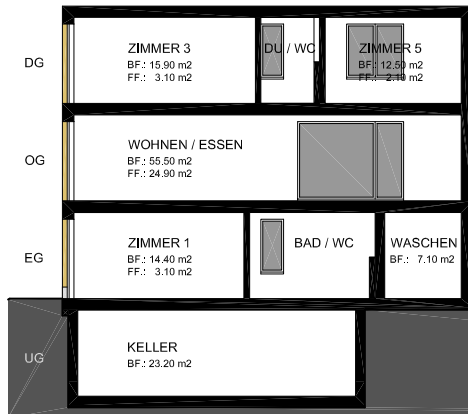 DG
ZIMMER 3
BF.: 15.90 m2
FF.: 3.10 m2
DU / WC
ZIMMER 5
BF.: 12.50 m2
FF.: 2.10 m2
OG
WOHNEN / ESSEN
BF.: 55.50 m2
FF.: 24.90 m2
EG
ZIMMER 1
BF.: 14.40 m2
FF.: 3.10 m2
BAD / WC
WASCHEN
BF.: 7.10 m2
UG
KELLER
BF.: 23.20 m2